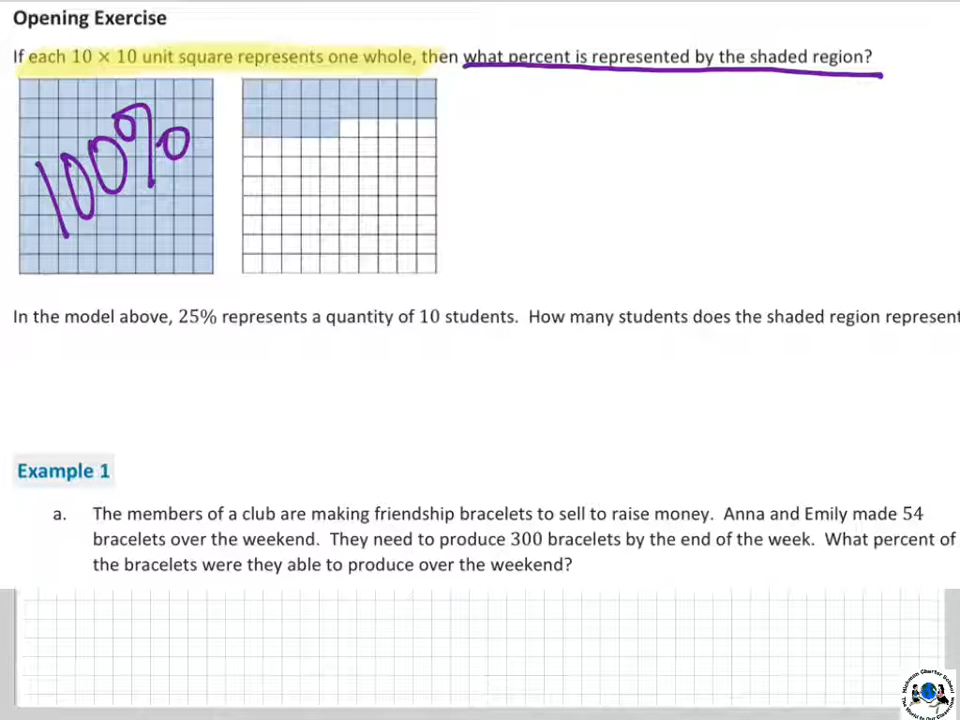 Opening Exercise
If each 10 × 10 unit square represents one whole, then what percent is represented by the shaded region?
100%
In the model above, 25% represents a quantity of 10 students. How many students does the shaded region represent
Example 1
a. The members of a club are making friendship bracelets to sell to raise money. Anna and Emily made 54
bracelets over the weekend. They need to produce 300 bracelets by the end of the week. What percent of
the bracelets were they able to produce over the weekend?